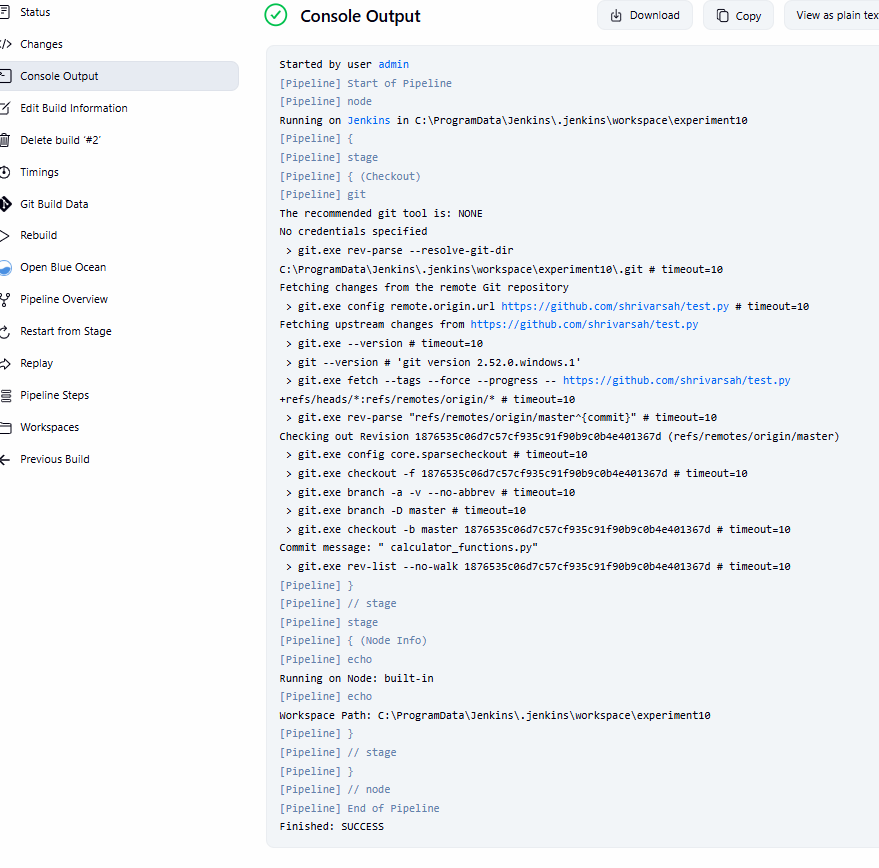 Status
Changes
Console Output
Edit Build Information
Delete build ‘#2’
Timings
Git Build Data
Rebuild
Open Blue Ocean
Pipeline Overview
Restart from Stage
Replay
Pipeline Steps
Workspaces
Previous Build
Console Output
Download
Copy
View as plain tex
Started by user admin
[Pipeline] Start of Pipeline
[Pipeline] node
Running on Jenkins in C:\ProgramData\Jenkins\.jenkins\workspace\experiment10
[Pipeline] {
[Pipeline] stage
[Pipeline] { (Checkout)
[Pipeline] git
The recommended git tool is: NONE
No credentials specified
 > git.exe rev-parse --resolve-git-dir
C:\ProgramData\Jenkins\.jenkins\workspace\experiment10\.git # timeout=10
Fetching changes from the remote Git repository
 > git.exe config remote.origin.url https://github.com/shrivarsah/test.py # timeout=10
Fetching upstream changes from https://github.com/shrivarsah/test.py
 > git.exe --version # timeout=10
 > git --version # 'git version 2.52.0.windows.1'
 > git.exe fetch --tags --force --progress -- https://github.com/shrivarsah/test.py
+refs/heads/*:refs/remotes/origin/* # timeout=10
 > git.exe rev-parse "refs/remotes/origin/master^{commit}" # timeout=10
Checking out Revision 1876535c06d7c57cf935c91f90b9c0b4e401367d (refs/remotes/origin/master)
 > git.exe config core.sparsecheckout # timeout=10
 > git.exe checkout -f 1876535c06d7c57cf935c91f90b9c0b4e401367d # timeout=10
 > git.exe branch -a -v --no-abbrev # timeout=10
 > git.exe branch -D master # timeout=10
 > git.exe checkout -b master 1876535c06d7c57cf935c91f90b9c0b4e401367d # timeout=10
Commit message: " calculator_functions.py"
 > git.exe rev-list --no-walk 1876535c06d7c57cf935c91f90b9c0b4e401367d # timeout=10
[Pipeline] }
[Pipeline] // stage
[Pipeline] stage
[Pipeline] { (Node Info)
[Pipeline] echo
Running on Node: built-in
[Pipeline] echo
Workspace Path: C:\ProgramData\Jenkins\.jenkins\workspace\experiment10
[Pipeline] }
[Pipeline] // stage
[Pipeline] }
[Pipeline] // node
[Pipeline] End of Pipeline
Finished: SUCCESS